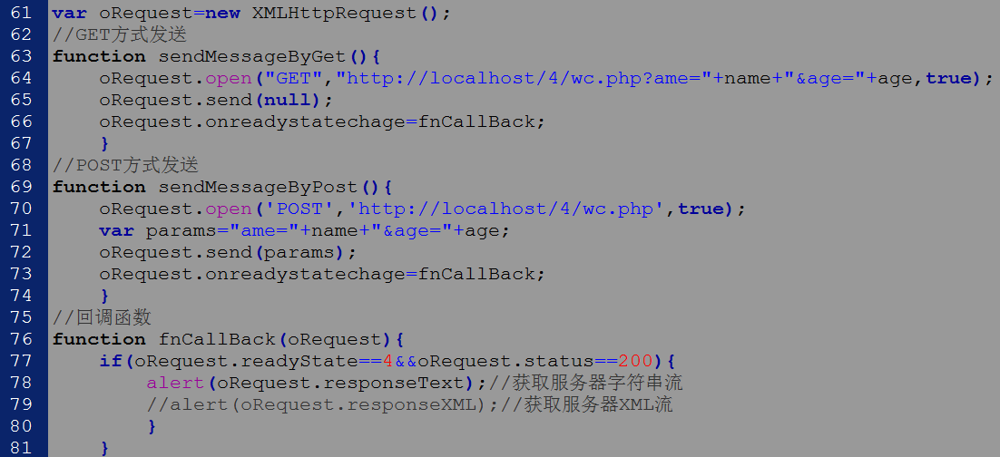 61 var oRequest=new XMLHttpRequest();
62 //GET方式发送
63 function sendMessageByGet(){
64     oRequest.open("GET","http://localhost/4/wc.php?ame="+name+"&age="+age,true);
65     oRequest.send(null);
66     oRequest.onreadystatechage=fnCallBack;
67     }
68 //POST方式发送
69 function sendMessageByPost(){
70     oRequest.open('POST','http://localhost/4/wc.php',true);
71     var params="ame="+name+"&age="+age;
72     oRequest.send(params);
73     oRequest.onreadystatechage=fnCallBack;
74     }
75 //回调函数
76 function fnCallBack(oRequest){
77     if(oRequest.readyState==4&&oRequest.status==200){
78         alert(oRequest.responseText);//获取服务器字符串流
79         //alert(oRequest.responseXML);//获取服务器XML流
80         }
81     }